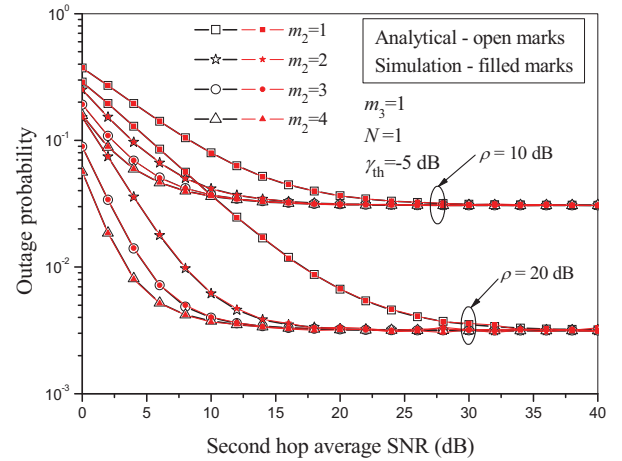 Outage probability
10⁰
10⁻¹
10⁻²
10⁻³
m₂=1
m₂=2
m₂=3
m₂=4
Analytical - open marks
Simulation - filled marks
m₃=1
N=1
γth=-5 dB
ρ = 10 dB
ρ = 20 dB
0 5 10 15 20 25 30 35 40
Second hop average SNR (dB)